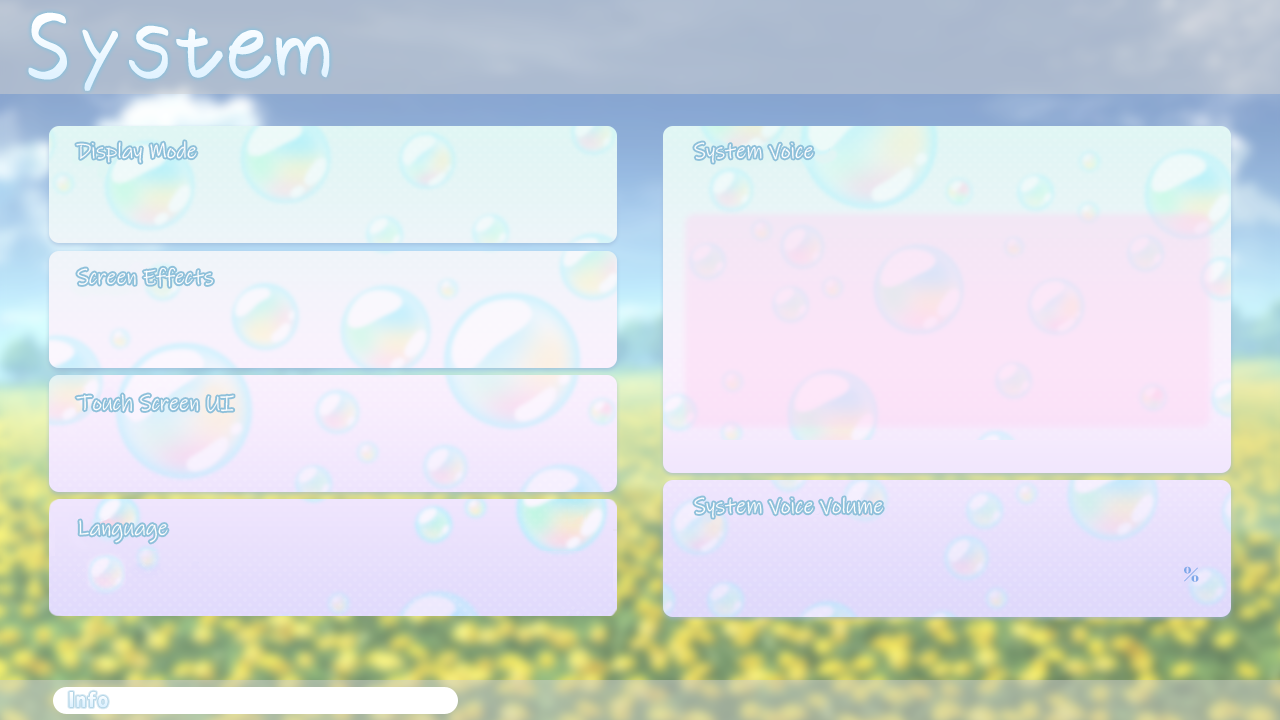 System
Display Mode
Screen Effects
Touch Screen UI
Language
System Voice
System Voice Volume
%
Info